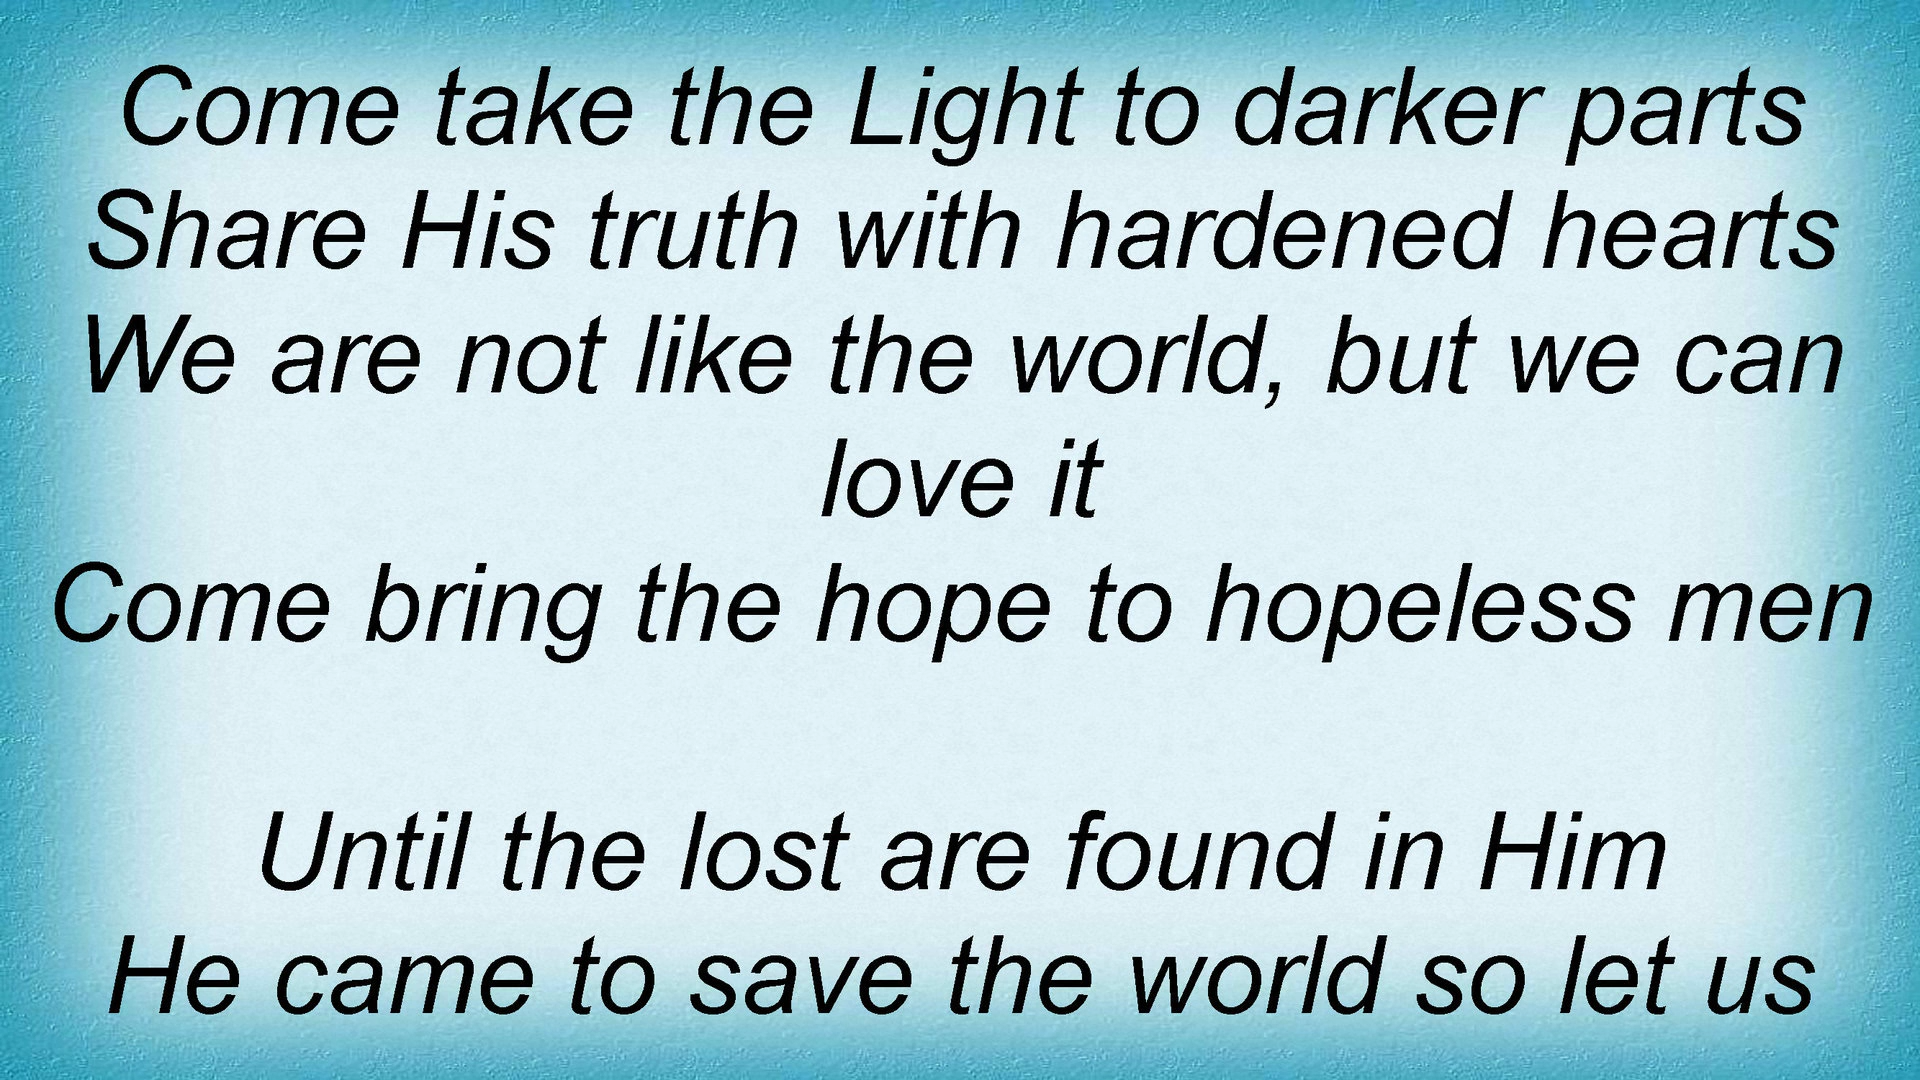 Come take the Light to darker parts
Share His truth with hardened hearts
We are not like the world, but we can
love it
Come bring the hope to hopeless men
Until the lost are found in Him
He came to save the world so let us